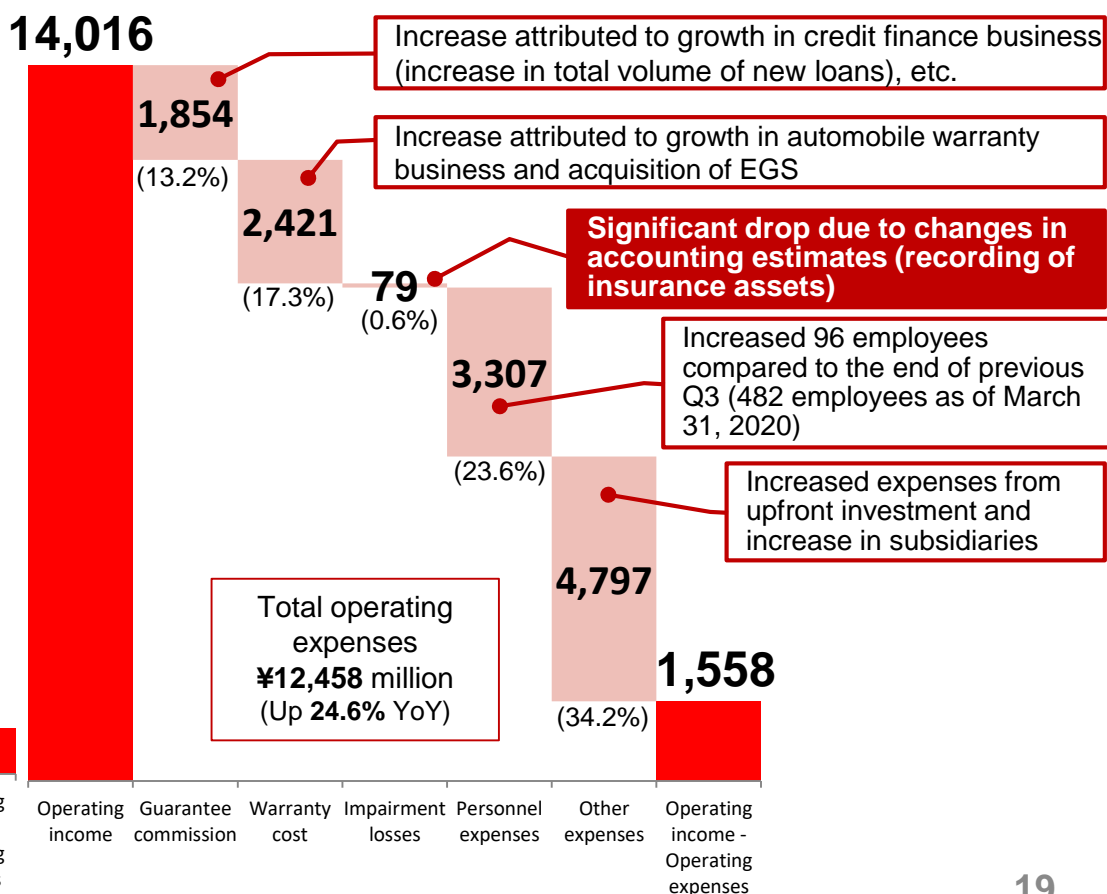 14,016
Increase attributed to growth in credit finance business
(increase in total volume of new loans), etc.
1,854
(13.2%)
Increase attributed to growth in automobile warranty
business and acquisition of EGS
2,421
(17.3%)
Significant drop due to changes in
accounting estimates (recording of
insurance assets)
79
(0.6%)
Increased 96 employees
compared to the end of previous
Q3 (482 employees as of March
31, 2020)
3,307
(23.6%)
Increased expenses from
upfront investment and
increase in subsidiaries
4,797
(34.2%)
Total operating
expenses
¥12,458 million
(Up 24.6% YoY)
1,558
Operating
income
Guarantee
commission
Warranty
cost
Impairment
losses
Personnel
expenses
Other
expenses
Operating
income -
Operating
expenses
19